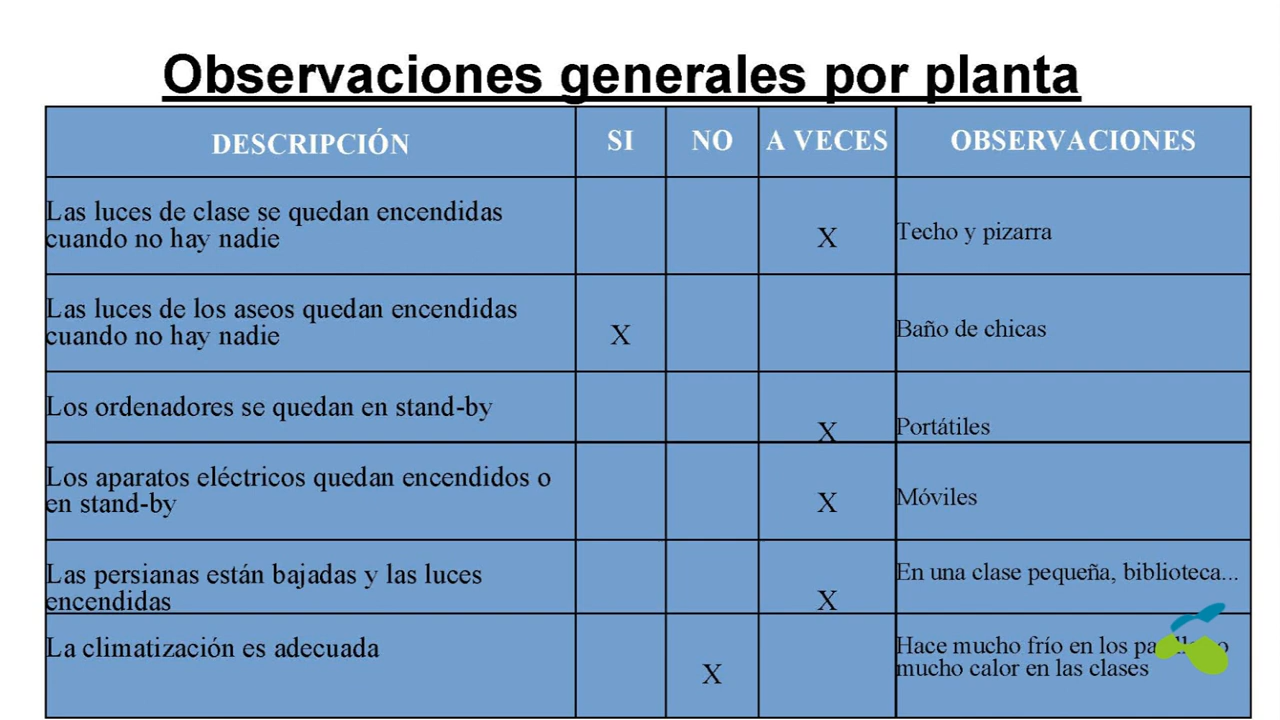 Observaciones generales por planta
DESCRIPCIÓN SI NO A VECES OBSERVACIONES
Las luces de clase se quedan encendidas
cuando no hay nadie
X
Techo y pizarra
Las luces de los aseos quedan encendidas
cuando no hay nadie
X
Baño de chicas
Los ordenadores se quedan en stand-by
X
Portátiles
Los aparatos eléctricos quedan encendidos o
en stand-by
X
Móviles
Las persianas están bajadas y las luces
encendidas
X
En una clase pequeña, biblioteca...
La climatización es adecuada
X
Hace mucho frío en los
mucho calor en las clases